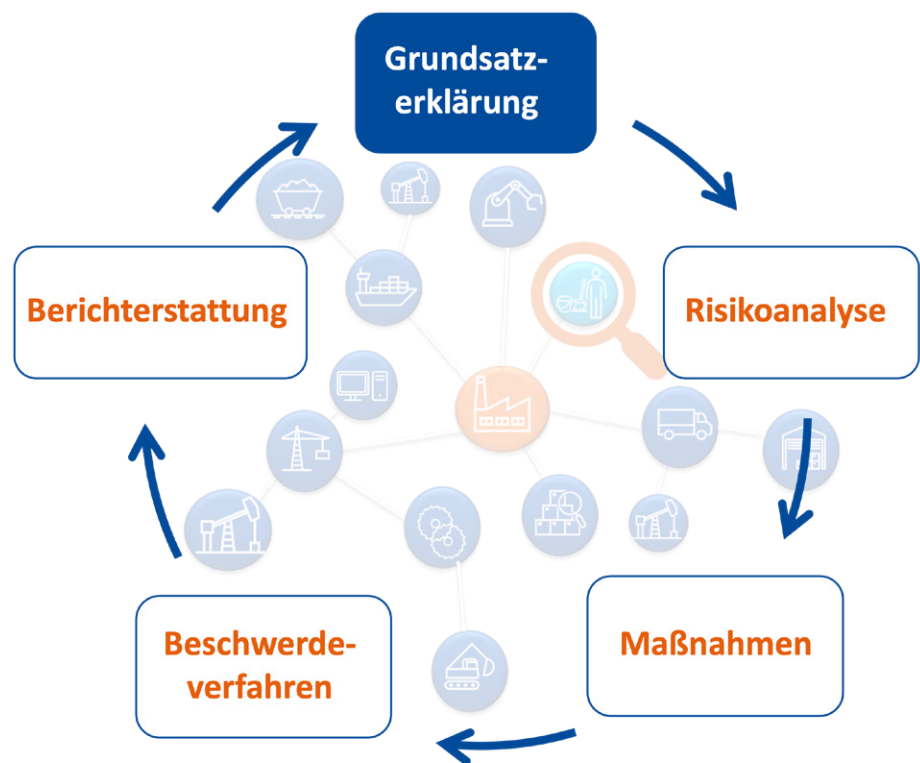 Grundsatz-
erklärung
Berichterstattung
Risikoanalyse
Beschwerde-
verfahren
Maßnahmen